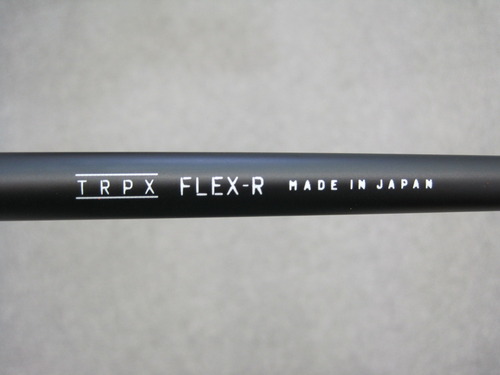 TRPX FLEX-R MADE IN JAPAN